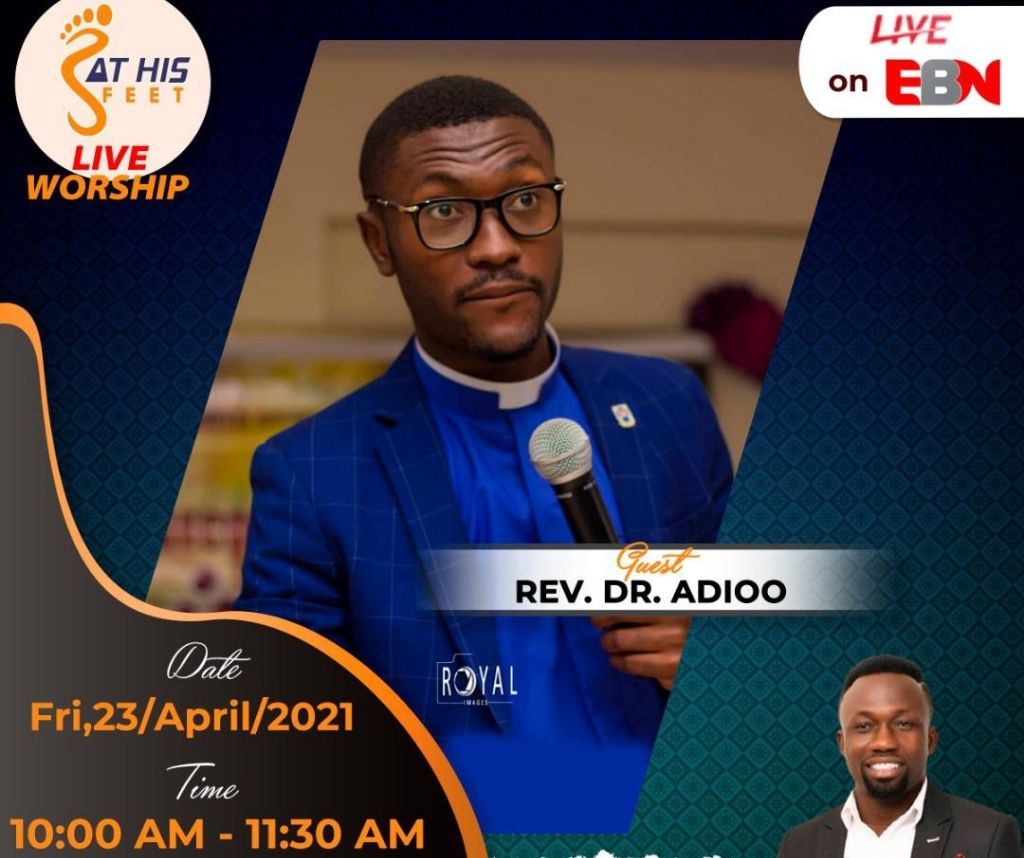 AT HIS
FEET
LIVE
WORSHIP
LIVE
on EBN
Guest
REV. DR. ADIOO
ROYAL
IMAGES
Date
Fri,23/April/2021
Time
10:00 AM - 11:30 AM